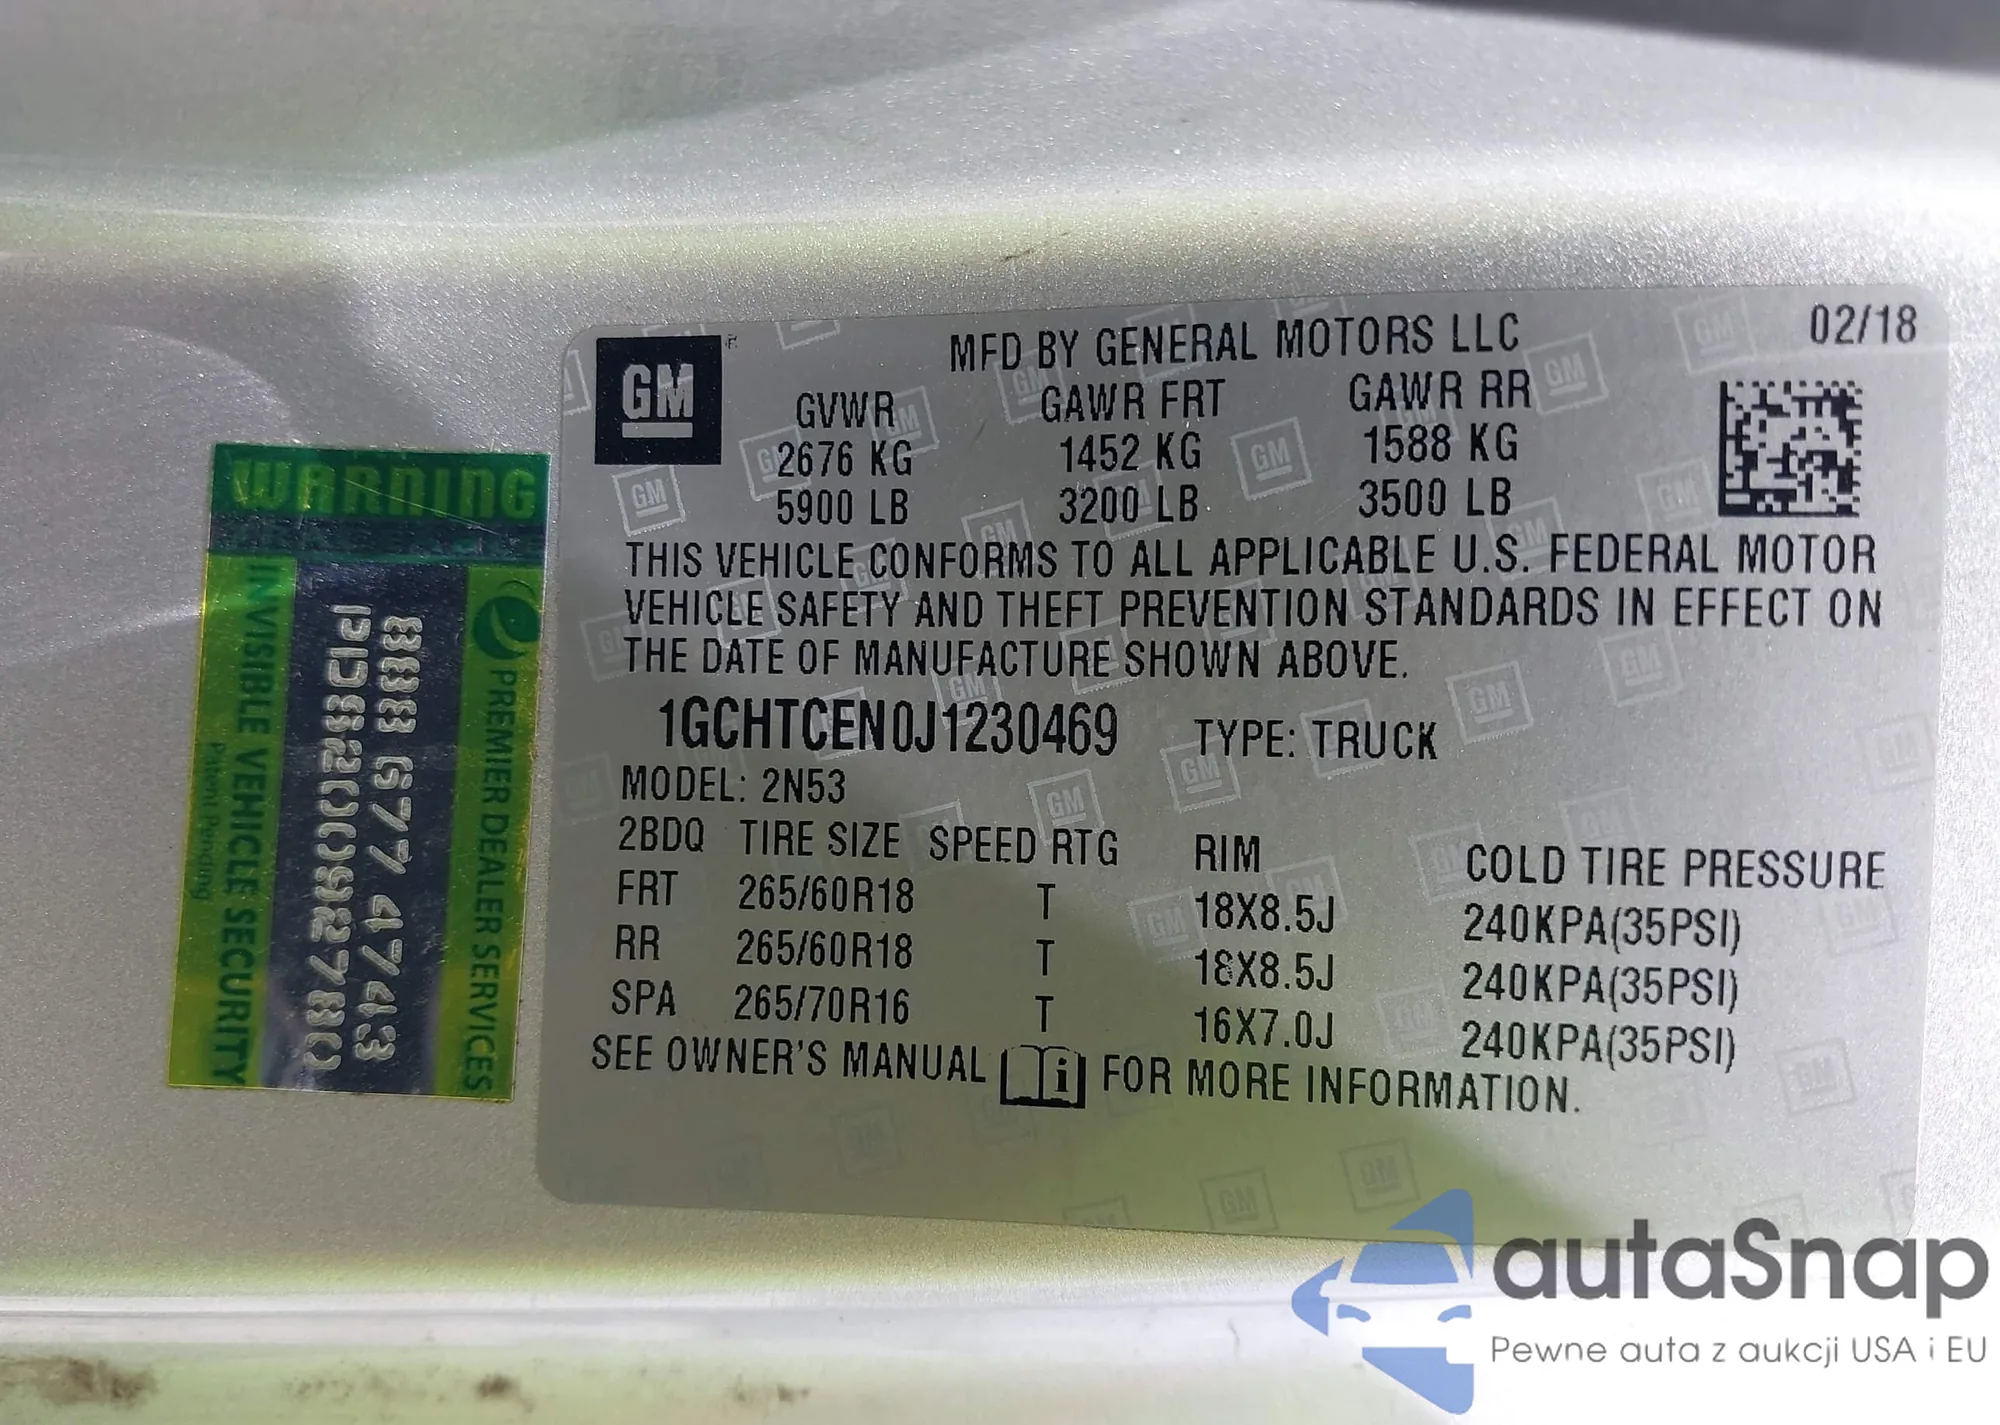 WARNING
INVISIBLE VEHICLE SECURITY
Patent Pending
888 677 4743
PREMIER DEALER SERVICES
GM
MFD BY GENERAL MOTORS LLC 02/18
GVWR GAWR FRT GAWR RR
2676 KG 1452 KG 1588 KG
5900 LB 3200 LB 3500 LB
THIS VEHICLE CONFORMS TO ALL APPLICABLE U.S. FEDERAL MOTOR
VEHICLE SAFETY AND THEFT PREVENTION STANDARDS IN EFFECT ON
THE DATE OF MANUFACTURE SHOWN ABOVE.
1GCHTCEN0J1230469 TYPE: TRUCK
MODEL: 2N53
2BDQ TIRE SIZE SPEED RTG RIM COLD TIRE PRESSURE
FRT 265/60R18 T 18X8.5J 240KPA(35PSI)
RR 265/60R18 T 18X8.5J 240KPA(35PSI)
SPA 265/70R16 T 16X7.0J 240KPA(35PSI)
SEE OWNER'S MANUAL i FOR MORE INFORMATION.
autaSnap
Pewne auta z aukcji USA i EU